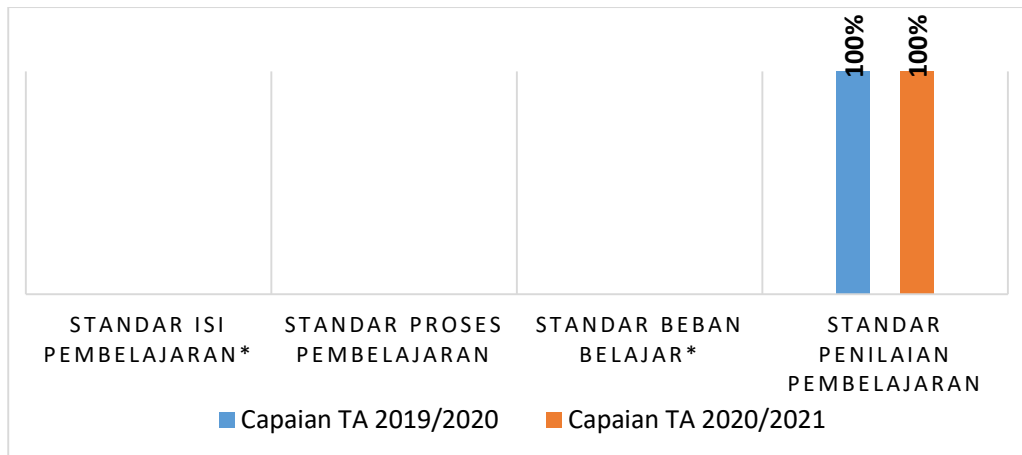 100%
100%
STANDAR ISI
PEMBELAJARAN*
STANDAR PROSES
PEMBELAJARAN
STANDAR BEBAN
BELAJAR*
STANDAR
PENILAIAN
PEMBELAJARAN
Capaian TA 2019/2020
Capaian TA 2020/2021